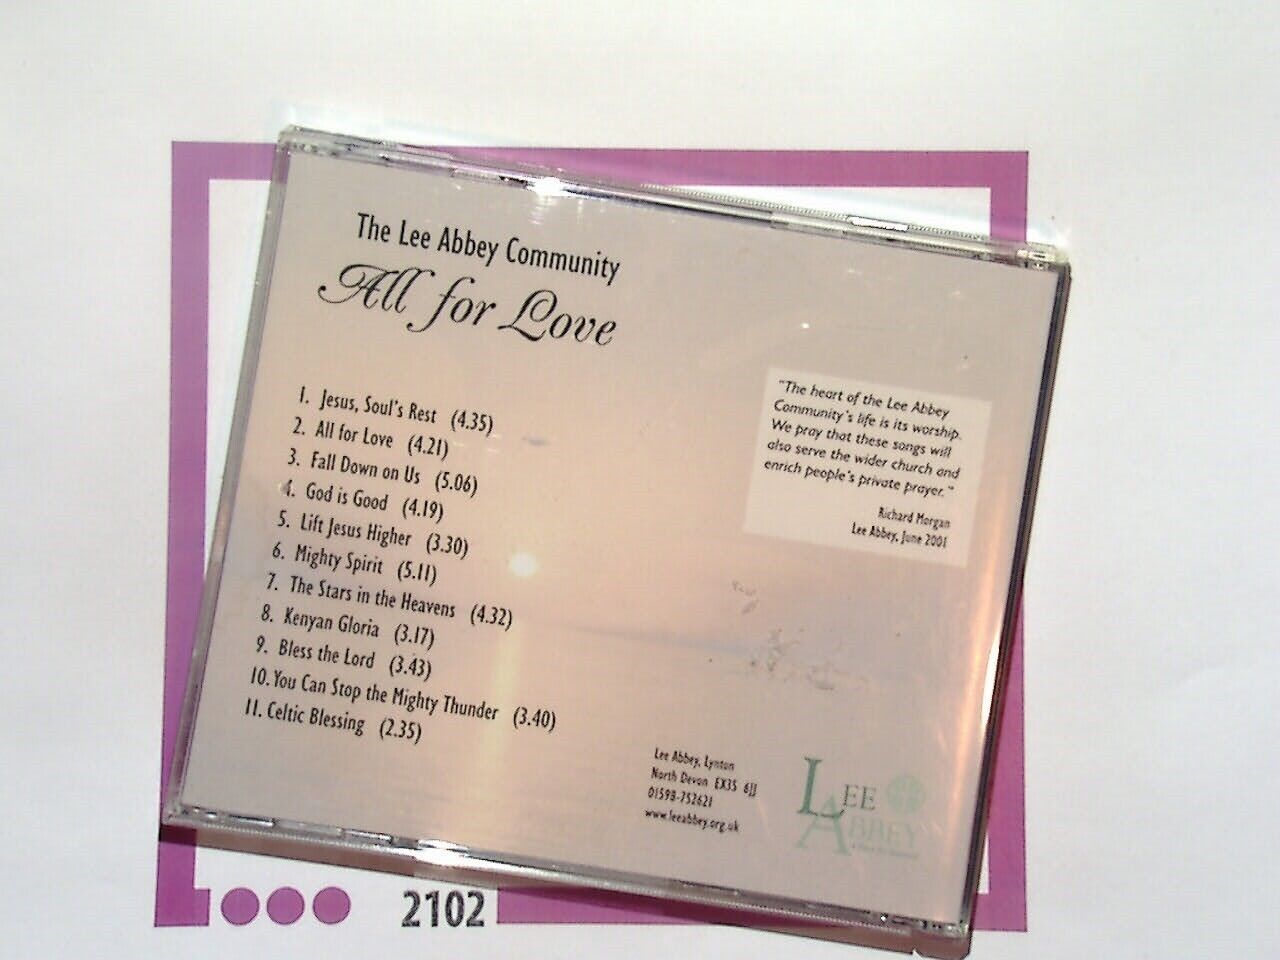 The Lee Abbey Community
All for Love
1. Jesus, Soul's Rest (4.35)
2. All for Love (4.21)
3. Fall Down on Us (5.06)
4. God is Good (4.19)
5. Lift Jesus Higher (3.30)
6. Mighty Spirit (5.11)
7. The Stars in the Heavens (4.32)
8. Kenyan Gloria (3.17)
9. Bless the Lord (3.43)
10. You Can Stop the Mighty Thunder (3.40)
11. Celtic Blessing (2.35)
"The heart of the Lee Abbey
Community's life is its worship.
We pray that these songs will
also serve the wider church and
enrich people's private prayer."
Richard Morgan
Lee Abbey, June 2001
Lee Abbey, Lynton
North Devon EX35 6JJ
01598-752621
www.leeabbey.org.uk
LEE
ABBEY
2102